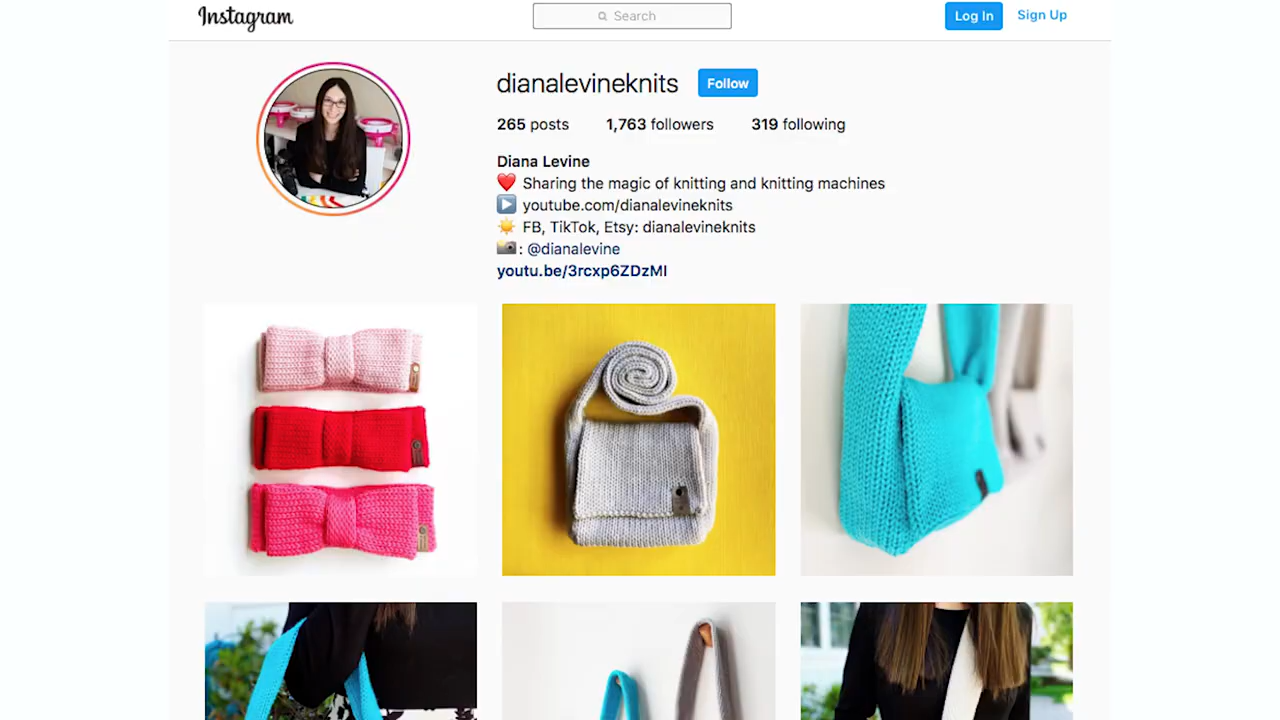 Instagram
Search
Log In
Sign Up
dianalevineknits
Follow
265 posts
1,763 followers
319 following
Diana Levine
❤️ Sharing the magic of knitting and knitting machines
▶️ youtube.com/dianalevineknits
☀️ FB, TikTok, Etsy: dianalevineknits
📸: @dianalevine
youtu.be/3rcxp6ZDzMI